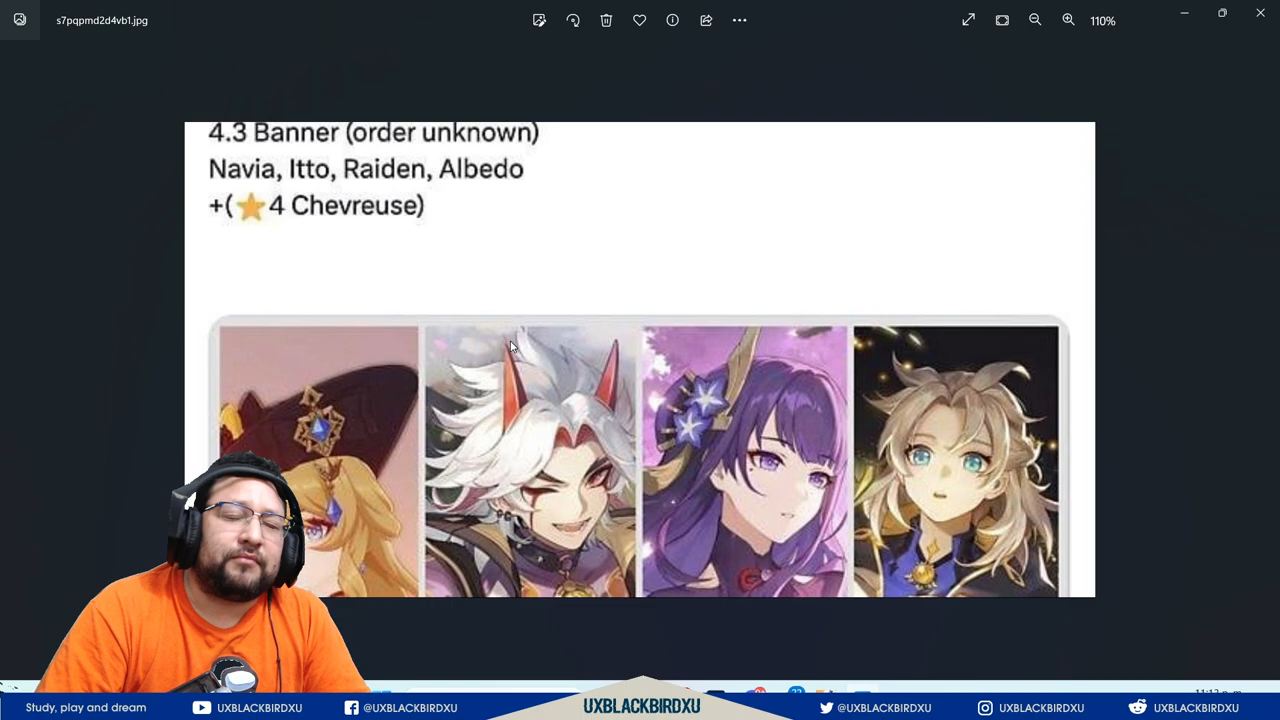 s7pqpmd2d4vb1.jpg
110%
4.3 Banner (order unknown)
Navia, Itto, Raiden, Albedo
+(⭐4 Chevreuse)
Study, play and dream
UXBLACKBIRDXU
@UXBLACKBIRDXU
UXBLACKBIRDXU
@UXBLACKBIRDXU
UXBLACKBIRDXU
UXBLACKBIRDXU